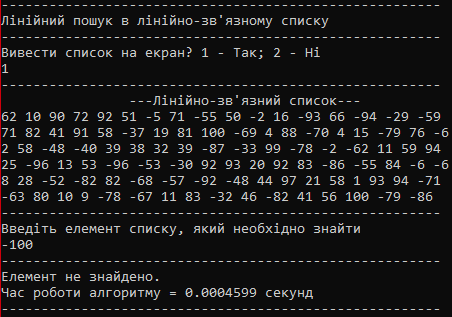 --------------------------------------------------------
Лінійний пошук в лінійно-зв'язному списку
--------------------------------------------------------
Вивести список на екран? 1 - Так; 2 - Ні
1
--------------------------------------------------------
---Лінійно-зв'язний список---
62 10 90 72 92 51 -5 71 -55 50 -2 16 -93 66 -94 -29 -59
71 82 41 91 58 -37 19 81 100 -69 4 88 -70 4 15 -79 76 -6
2 58 -48 -40 39 38 32 39 -87 -33 99 -78 -2 -62 11 59 94
25 -96 13 53 -96 -53 -30 92 93 20 92 83 -86 -55 84 -6 -6
8 28 -52 -82 82 -68 -57 -92 -48 44 97 21 58 1 93 94 -71
-63 80 10 9 -78 -67 11 83 -32 46 -82 41 56 100 -79 -86
--------------------------------------------------------
Введіть елемент списку, який необхідно знайти
-100
--------------------------------------------------------
Елемент не знайдено.
Час роботи алгоритму = 0.0004599 секунд
--------------------------------------------------------